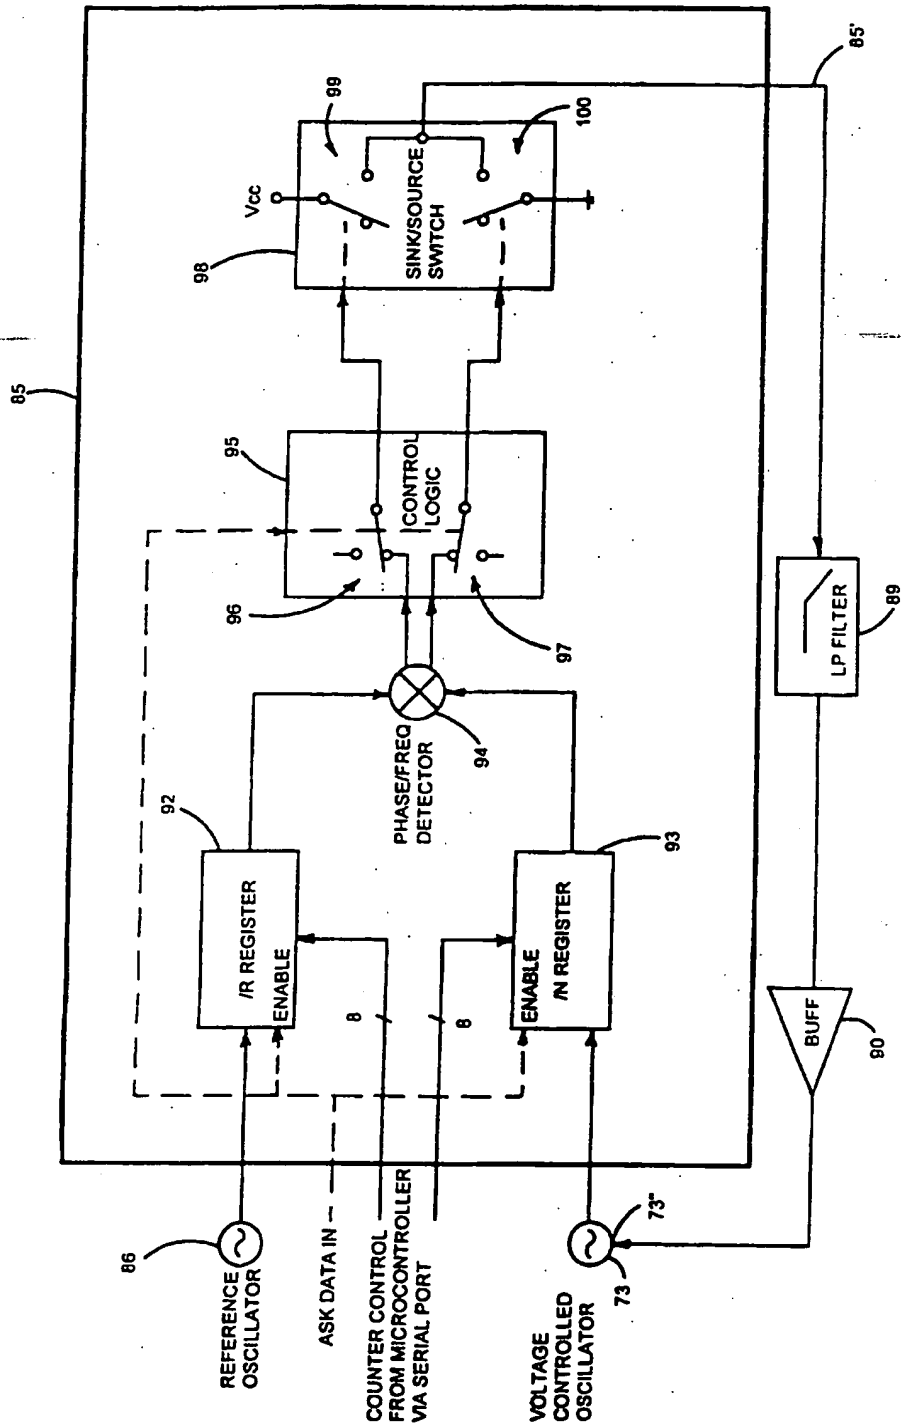 85
98
Vcc
99
SINK/SOURCE
SWITCH
100
85'
95
96
CONTROL
LOGIC
97
92
/R REGISTER
ENABLE
PHASE/FREQ
DETECTOR
94
8
8
ENABLE
/N REGISTER
93
86
REFERENCE
OSCILLATOR
ASK DATA IN
COUNTER CONTROL
FROM MICROCONTROLLER
VIA SERIAL PORT
VOLTAGE
CONTROLLED
OSCILLATOR
73
73"
LP FILTER
89
BUFF
90